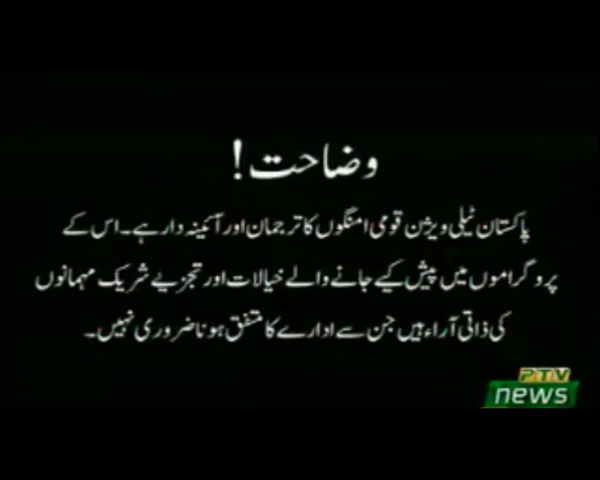 وضاحت!
پاکستان ٹیلی ویژن قومی امنگوں کا ترجمان اور آئینہ دار ہے۔ اس کے
پروگراموں میں پیش کیے جانے والے خیالات اور تجزیے شریک مہمانوں
کی ذاتی آراء ہیں جن سے ادارے کا متفق ہونا ضروری نہیں۔
PTV
news